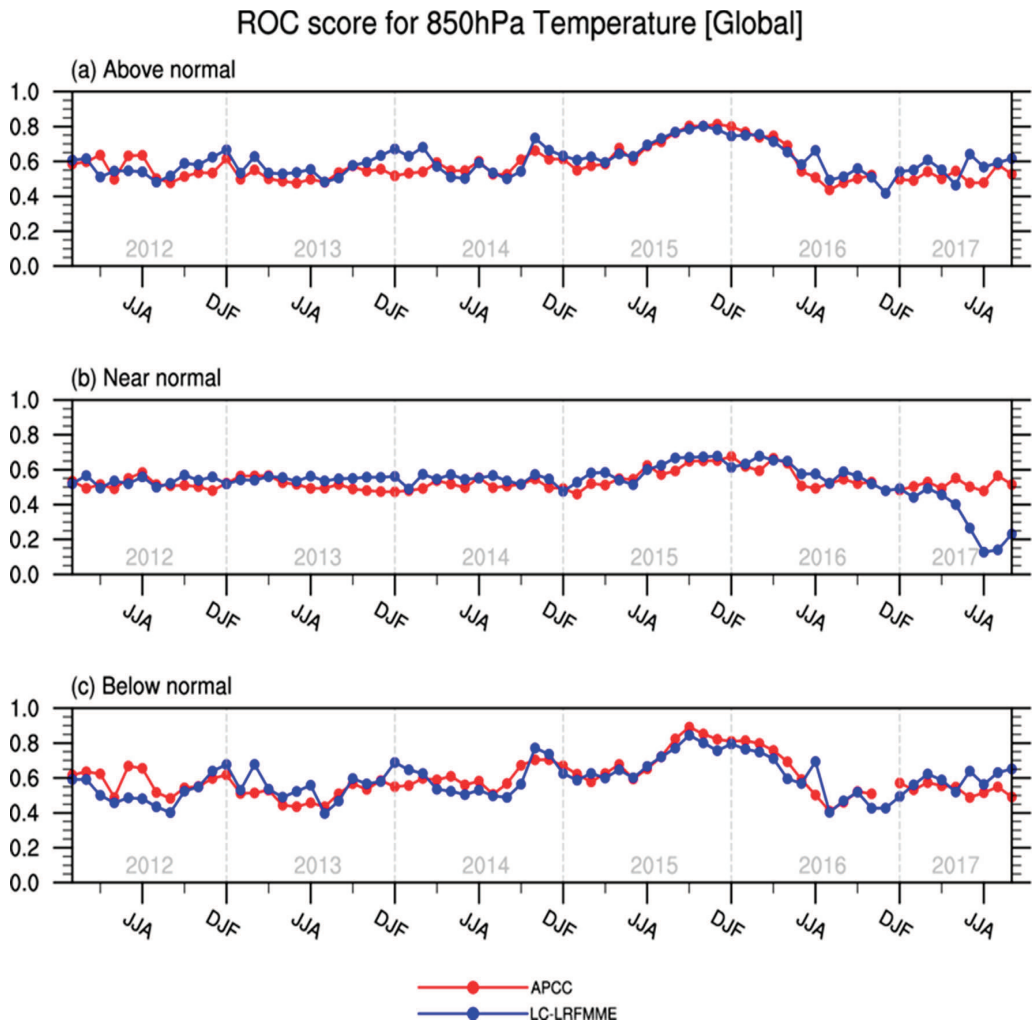 ROC score for 850hPa Temperature [Global]
(a) Above normal
1.0
0.8
0.6
0.4
0.2
0.0
2012 2013 2014 2015 2016 2017
JJA DJF JJA DJF JJA DJF JJA DJF JJA DJF JJA
(b) Near normal
1.0
0.8
0.6
0.4
0.2
0.0
2012 2013 2014 2015 2016 2017
JJA DJF JJA DJF JJA DJF JJA DJF JJA DJF JJA
(c) Below normal
1.0
0.8
0.6
0.4
0.2
0.0
2012 2013 2014 2015 2016 2017
JJA DJF JJA DJF JJA DJF JJA DJF JJA DJF JJA
APCC
LC-LRFMME